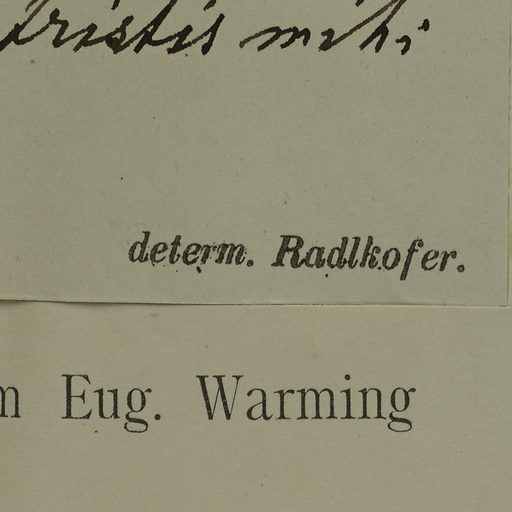 tristis mihi
determ. Radlkofer.
m Eug. Warming